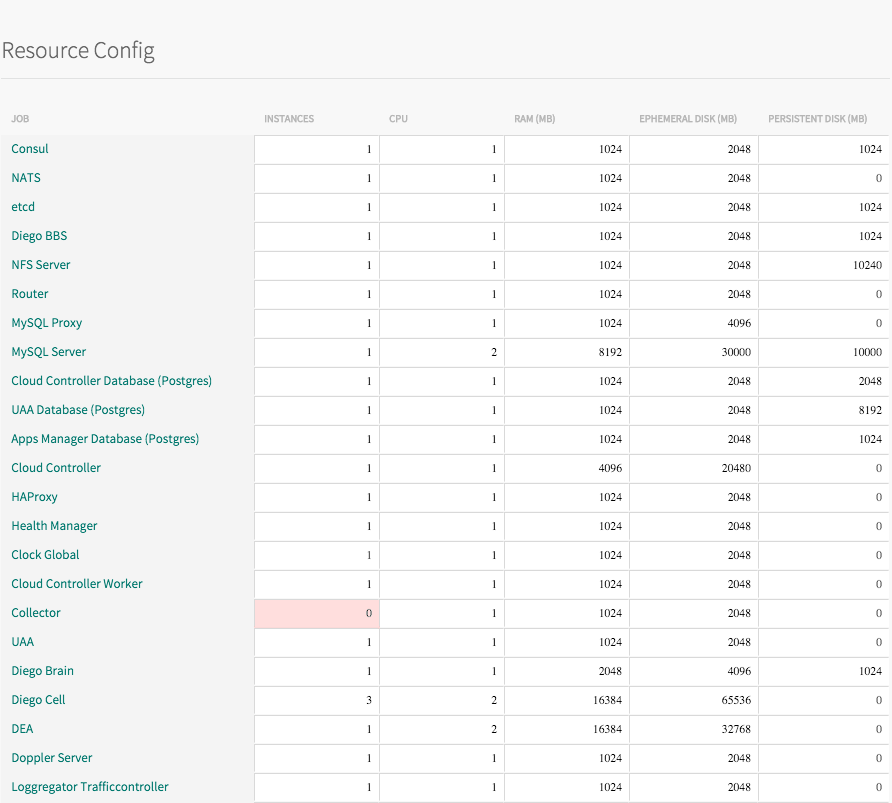 Resource Config
JOB INSTANCES CPU RAM (MB) EPHEMERAL DISK (MB) PERSISTENT DISK (MB)
Consul 1 1 1024 2048 1024
NATS 1 1 1024 2048 0
etcd 1 1 1024 2048 1024
Diego BBS 1 1 1024 2048 1024
NFS Server 1 1 1024 2048 10240
Router 1 1 1024 2048 0
MySQL Proxy 1 1 1024 4096 0
MySQL Server 1 2 8192 30000 10000
Cloud Controller Database (Postgres) 1 1 1024 2048 2048
UAA Database (Postgres) 1 1 1024 2048 8192
Apps Manager Database (Postgres) 1 1 1024 2048 1024
Cloud Controller 1 1 4096 20480 0
HAProxy 1 1 1024 2048 0
Health Manager 1 1 1024 2048 0
Clock Global 1 1 1024 2048 0
Cloud Controller Worker 1 1 1024 2048 0
Collector 0 1 1024 2048 0
UAA 1 1 1024 2048 0
Diego Brain 1 1 2048 4096 1024
Diego Cell 3 2 16384 65536 0
DEA 1 2 16384 32768 0
Doppler Server 1 1 1024 2048 0
Loggregator Trafficcontroller 1 1 1024 2048 0